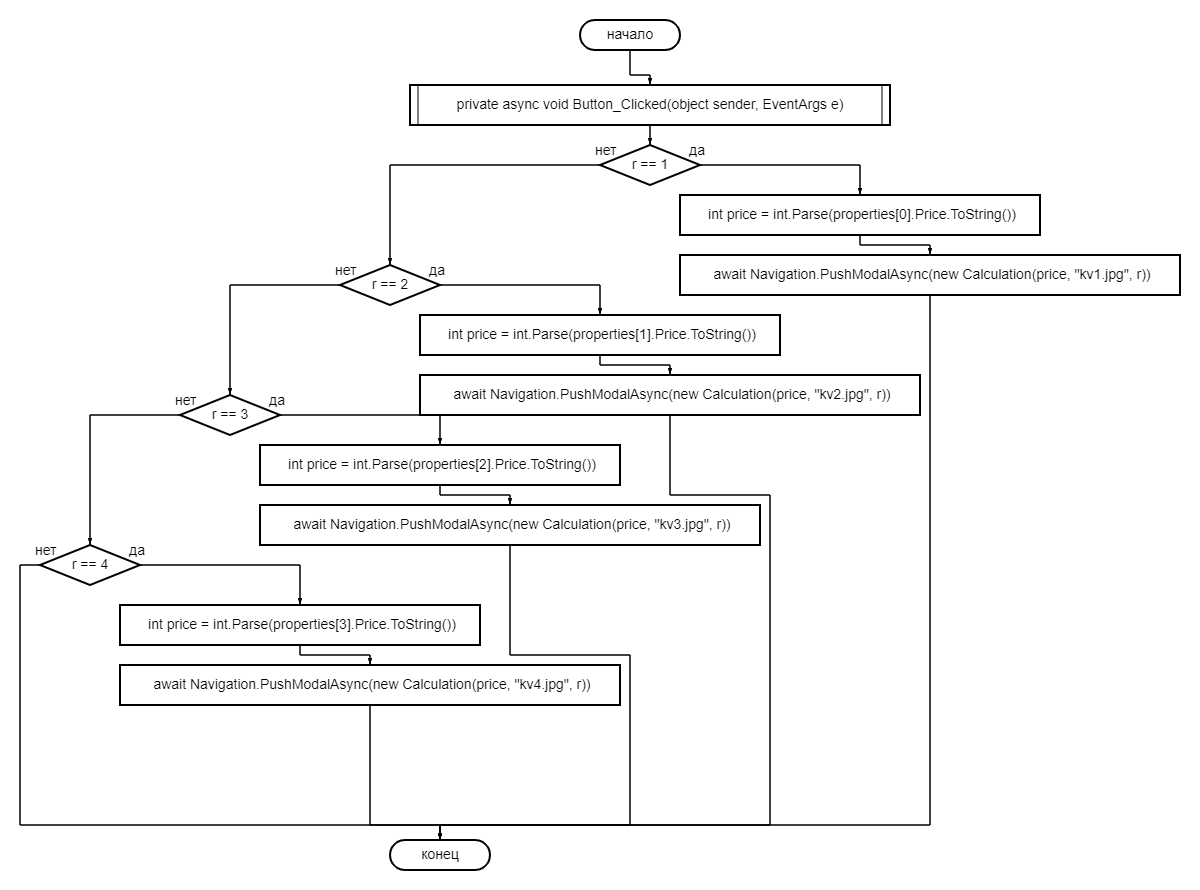 начало
private async void Button_Clicked(object sender, EventArgs e)
нет
да
r == 1
int price = int.Parse(properties[0].Price.ToString())
await Navigation.PushModalAsync(new Calculation(price, "kv1.jpg", r))
нет
да
r == 2
int price = int.Parse(properties[1].Price.ToString())
await Navigation.PushModalAsync(new Calculation(price, "kv2.jpg", r))
нет
да
r == 3
int price = int.Parse(properties[2].Price.ToString())
await Navigation.PushModalAsync(new Calculation(price, "kv3.jpg", r))
нет
да
r == 4
int price = int.Parse(properties[3].Price.ToString())
await Navigation.PushModalAsync(new Calculation(price, "kv4.jpg", r))
конец